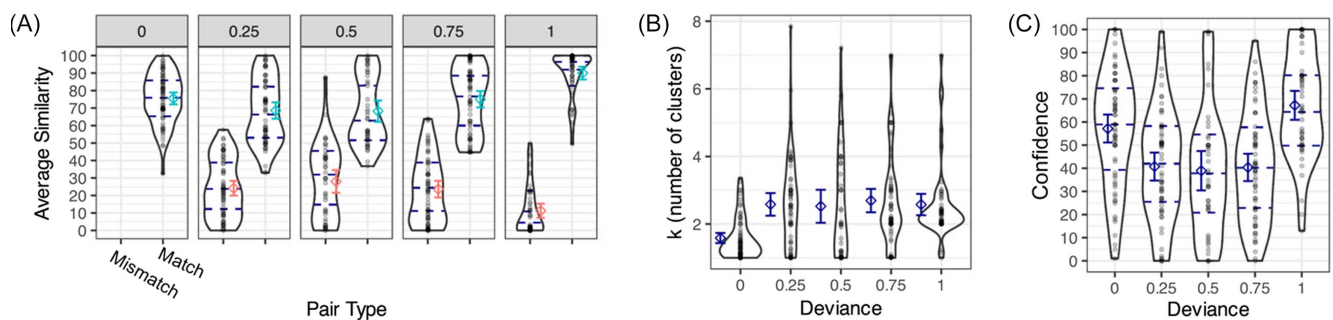 (A)
0 0.25 0.5 0.75 1
Average Similarity
100
90
80
70
60
50
40
30
20
10
0
Mismatch
Match
Pair Type
(B)
k (number of clusters)
8
6
4
2
0 0.25 0.5 0.75 1
Deviance
(C)
Confidence
100
90
80
70
60
50
40
30
20
10
0
0 0.25 0.5 0.75 1
Deviance